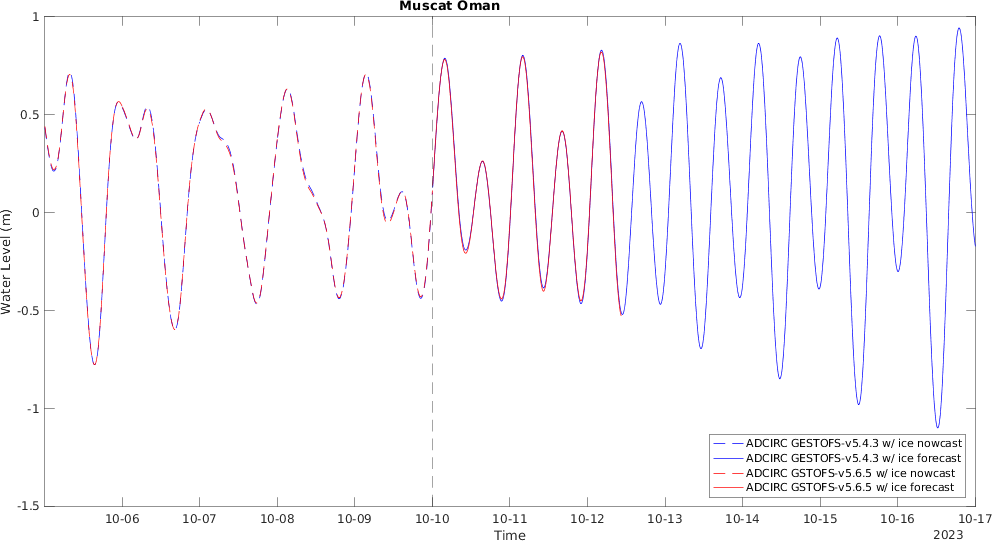 Muscat Oman
1
0.5
0
-0.5
-1
-1.5
Water Level (m)
ADCIRC GESTOFS-v5.4.3 w/ ice nowcast
ADCIRC GESTOFS-v5.4.3 w/ ice forecast
ADCIRC GSTOFS-v5.6.5 w/ ice nowcast
ADCIRC GSTOFS-v5.6.5 w/ ice forecast
10-06 10-07 10-08 10-09 10-10 10-11 10-12 10-13 10-14 10-15 10-16 10-17
Time
2023